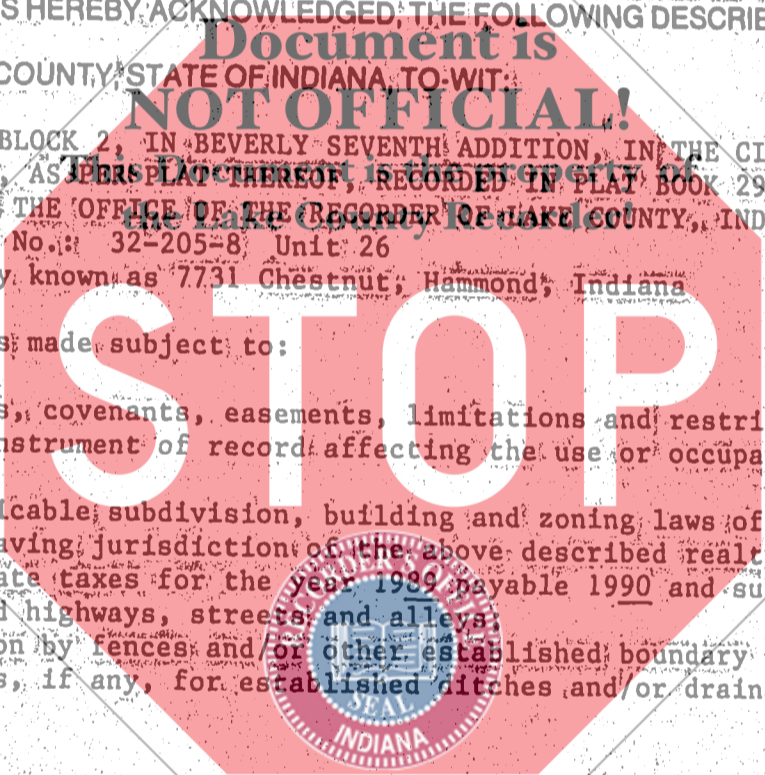 S HEREBY ACKNOWLEDGED, THE FOLLOWING DESCRIE
Document is
COUNTY, STATE OF INDIANA, TO-WIT:
NOT OFFICIAL!
BLOCK 2, IN BEVERLY SEVENTH ADDITION, IN THE CI
This Document is the property of
, AS PER PLAT THEREOF, RECORDED IN PLAT BOOK 29
the Lake County Recorder!
THE OFFICE OF THE RECORDER OF LAKE COUNTY, IND
No.: 32-205-8 Unit 26
y known as 7731 Chestnut, Hammond, Indiana
STOP
s made subject to:
s, covenants, easements, limitations and restri
nstrument of record affecting the use or occupa
icable subdivision, building and zoning laws of
aving jurisdiction of the above described realt
ate taxes for the year 1989 payable 1990 and su
d highways, streets and alleys;
on by fences and/or other established boundary
s, if any, for established ditches and/or drain
RECORDER'S OFFICE
SEAL
INDIANA